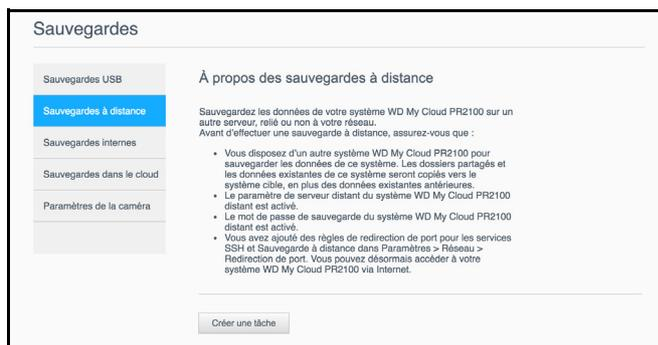 Sauvegardes
Sauvegardes USB
Sauvegardes à distance
Sauvegardes internes
Sauvegardes dans le cloud
Paramètres de la caméra
À propos des sauvegardes à distance
Sauvegardez les données de votre système WD My Cloud PR2100 sur un
autre serveur, relié ou non à votre réseau.
Avant d'effectuer une sauvegarde à distance, assurez-vous que :
• Vous disposez d'un autre système WD My Cloud PR2100 pour
sauvegarder les données de ce système. Les dossiers partagés et
les données existantes de ce système seront copiés vers le
système cible, en plus des données existantes antérieures.
• Le paramètre de serveur distant du système WD My Cloud PR2100
distant est activé.
• Le mot de passe de sauvegarde du système WD My Cloud PR2100
distant est activé.
• Vous avez ajouté des règles de redirection de port pour les services
SSH et Sauvegarde à distance dans Paramètres > Réseau >
Redirection de port. Vous pouvez désormais accéder à votre
système WD My Cloud PR2100 via Internet.
Créer une tâche